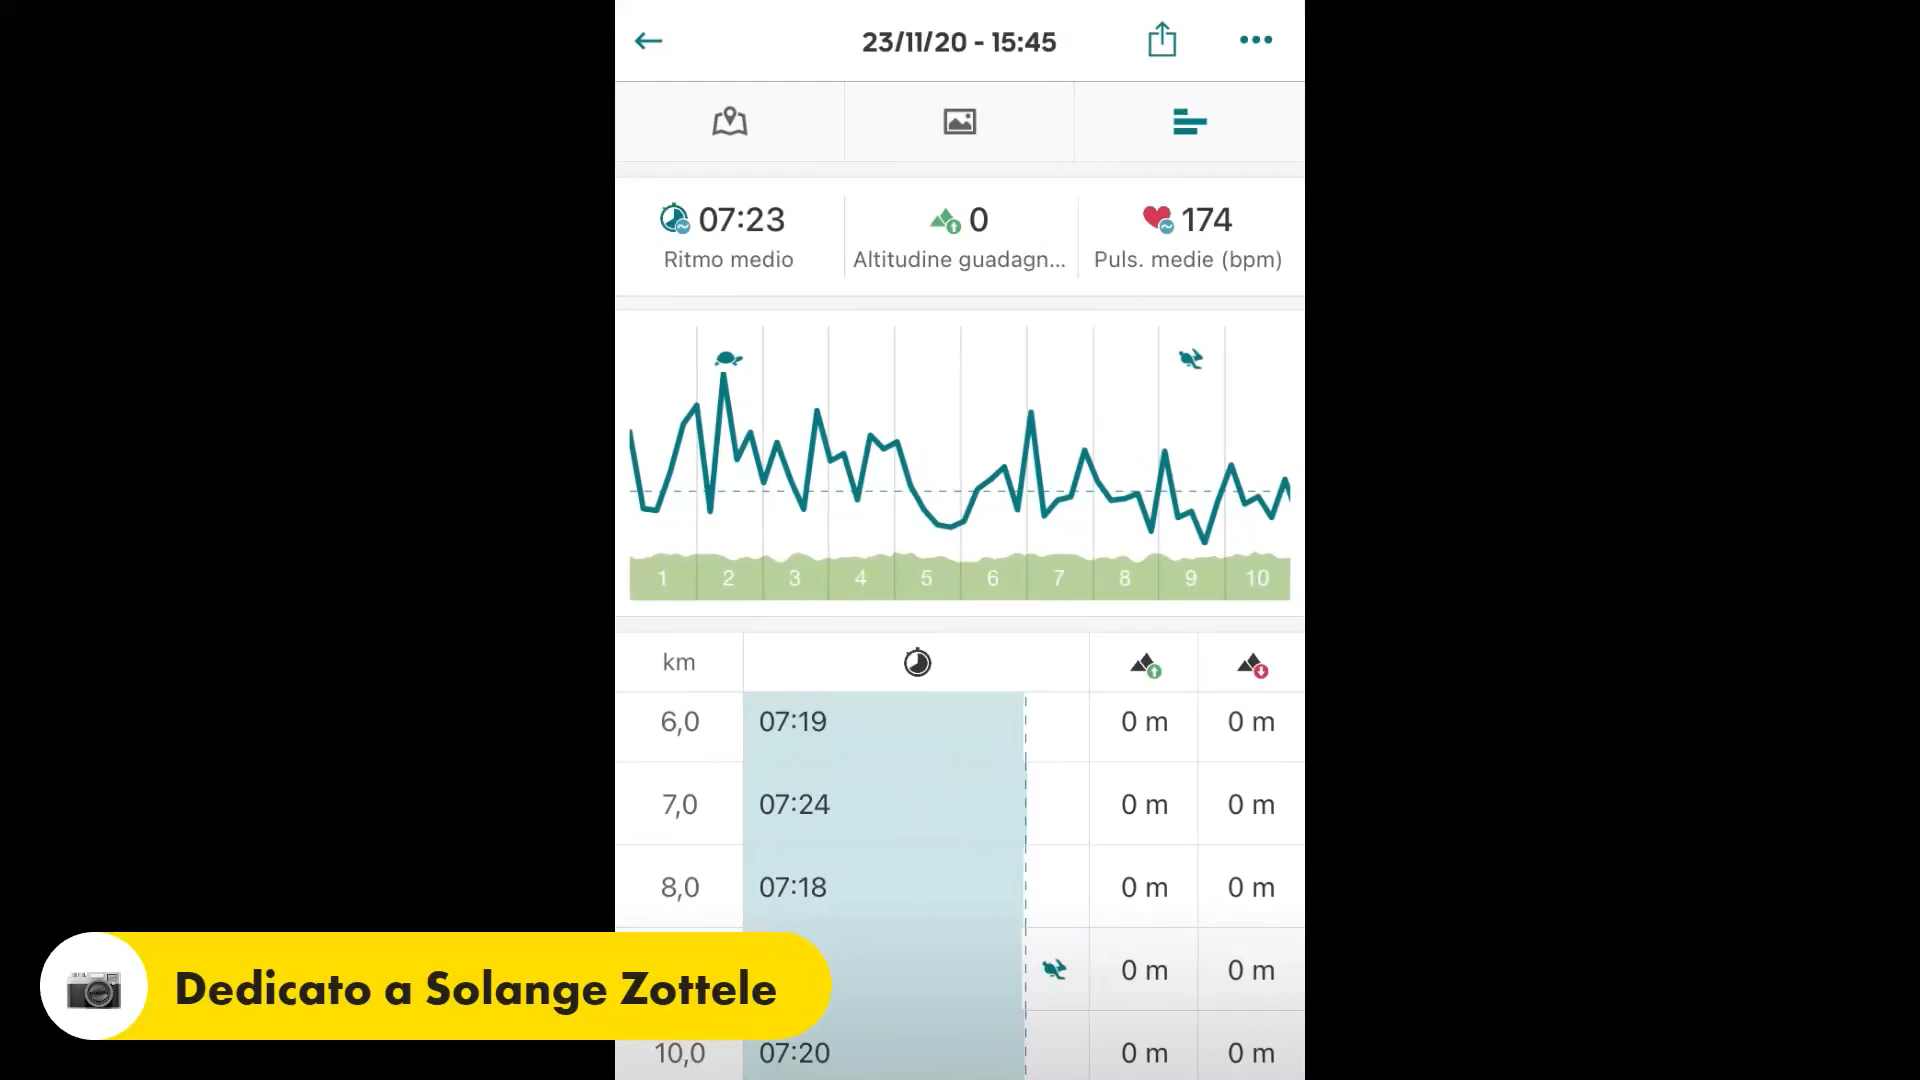 23/11/20 - 15:45
07:23
0
174
Ritmo medio
Altitudine guadagn...
Puls. medie (bpm)
1 2 3 4 5 6 7 8 9 10
km
6,0 07:19 0 m 0 m
7,0 07:24 0 m 0 m
8,0 07:18 0 m 0 m
0 m 0 m
Dedicato a Solange Zottele
10,0 07:20 0 m 0 m